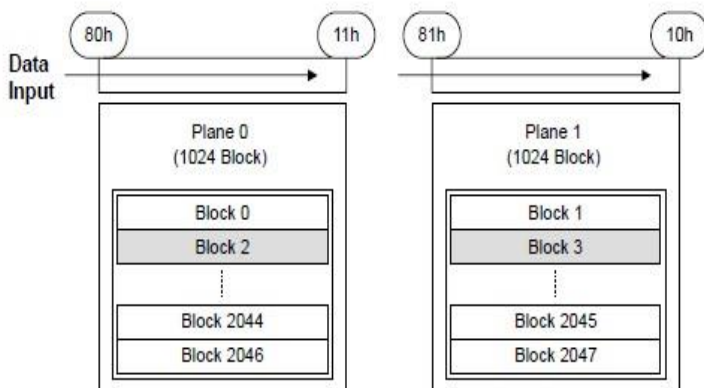 80h
11h
81h
10h
Data
Input
Plane 0
(1024 Block)
Block 0
Block 2
Block 2044
Block 2046
Plane 1
(1024 Block)
Block 1
Block 3
Block 2045
Block 2047